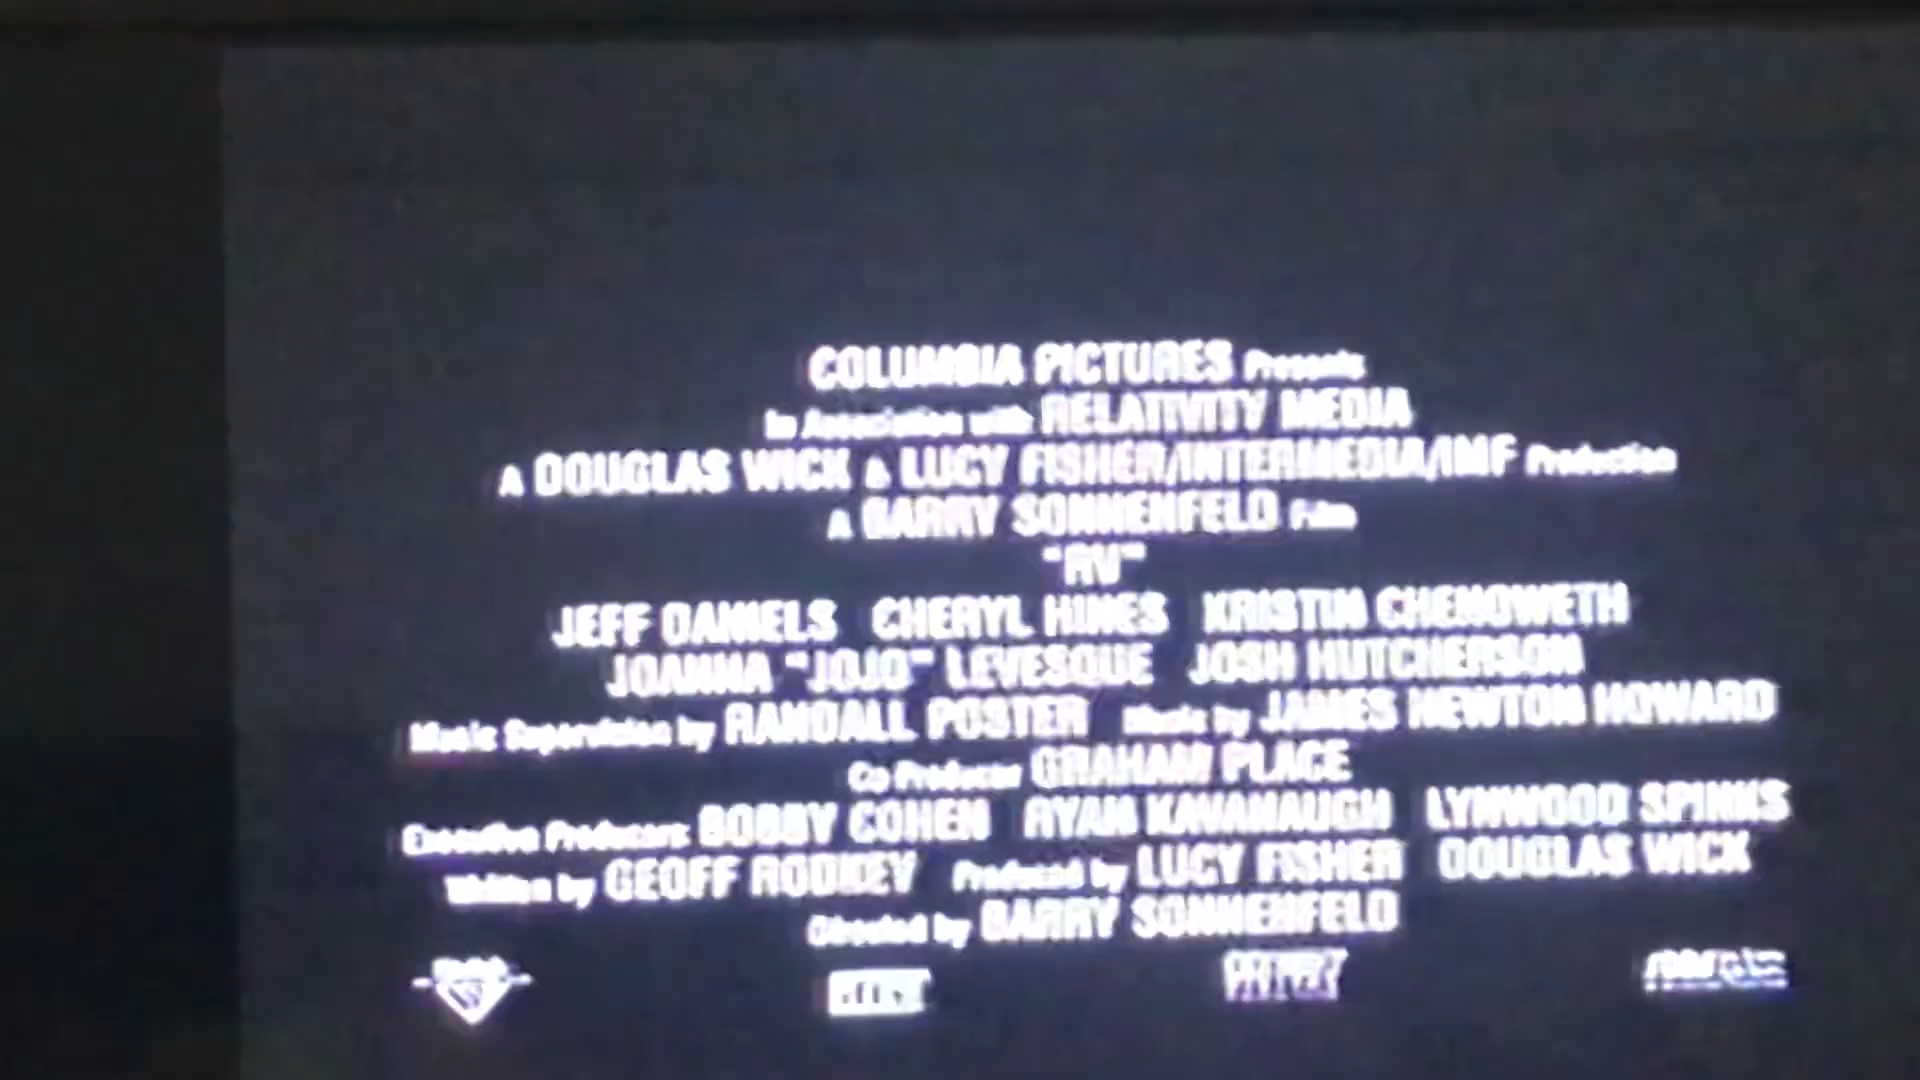 COLUMBIA PICTURES Presents
In Association with RELATIVITY MEDIA
A DOUGLAS WICK & LUCY FISHER/INTERMEDIA/IMF Production
A BARRY SONNENFELD Film
"RV"
JEFF DANIELS CHERYL HINES KRISTIN CHENOWETH
JOANNA "JOJO" LEVESQUE JOSH HUTCHERSON
Music Supervision by RANDALL POSTER Music by JAMES NEWTON HOWARD
Co Producer GRAHAM PLACE
Executive Producers BOBBY COHEN RYAN KAVANAUGH LYNWOOD SPINKS
Written by GEOFF RODKEY Produced by LUCY FISHER DOUGLAS WICK
Directed by BARRY SONNENFELD